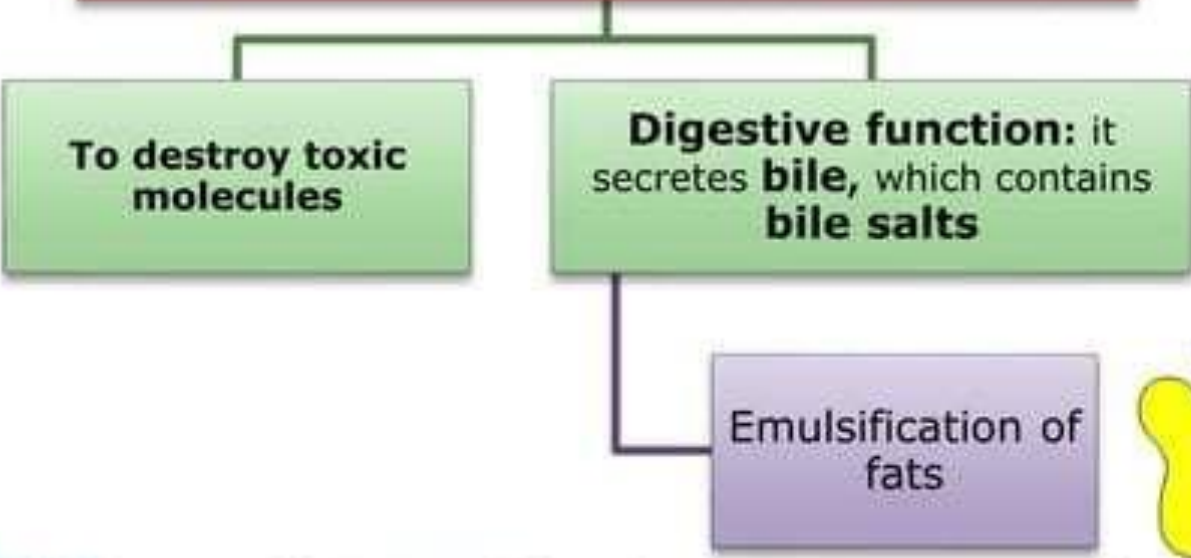 To destroy toxic
molecules
Digestive function: it
secretes bile, which contains
bile salts
Emulsification of
fats